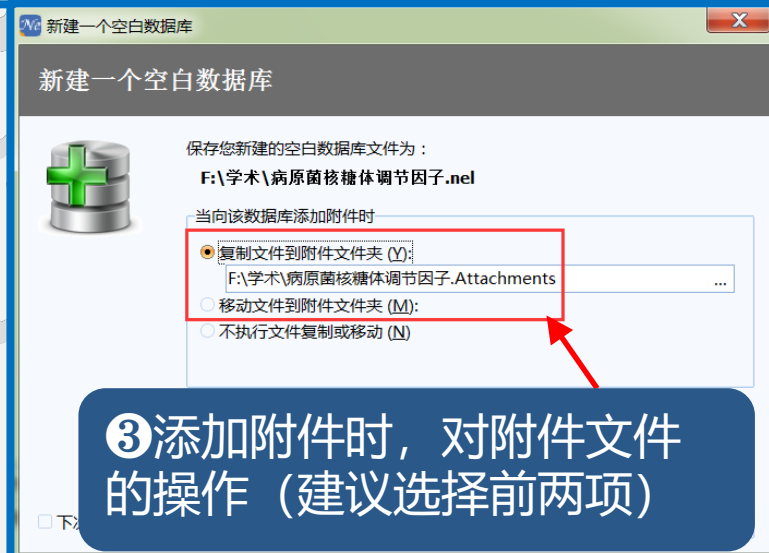 Ne 新建一个空白数据库
X
新建一个空白数据库
保存您新建的空白数据库文件为：
F:\学术\病原菌核糖体调节因子.nel
当向该数据库添加附件时
复制文件到附件文件夹 (Y):
F:\学术\病原菌核糖体调节因子.Attachments ...
移动文件到附件文件夹 (M):
不执行文件复制或移动 (N)
❸添加附件时，对附件文件
的操作（建议选择前两项）
下